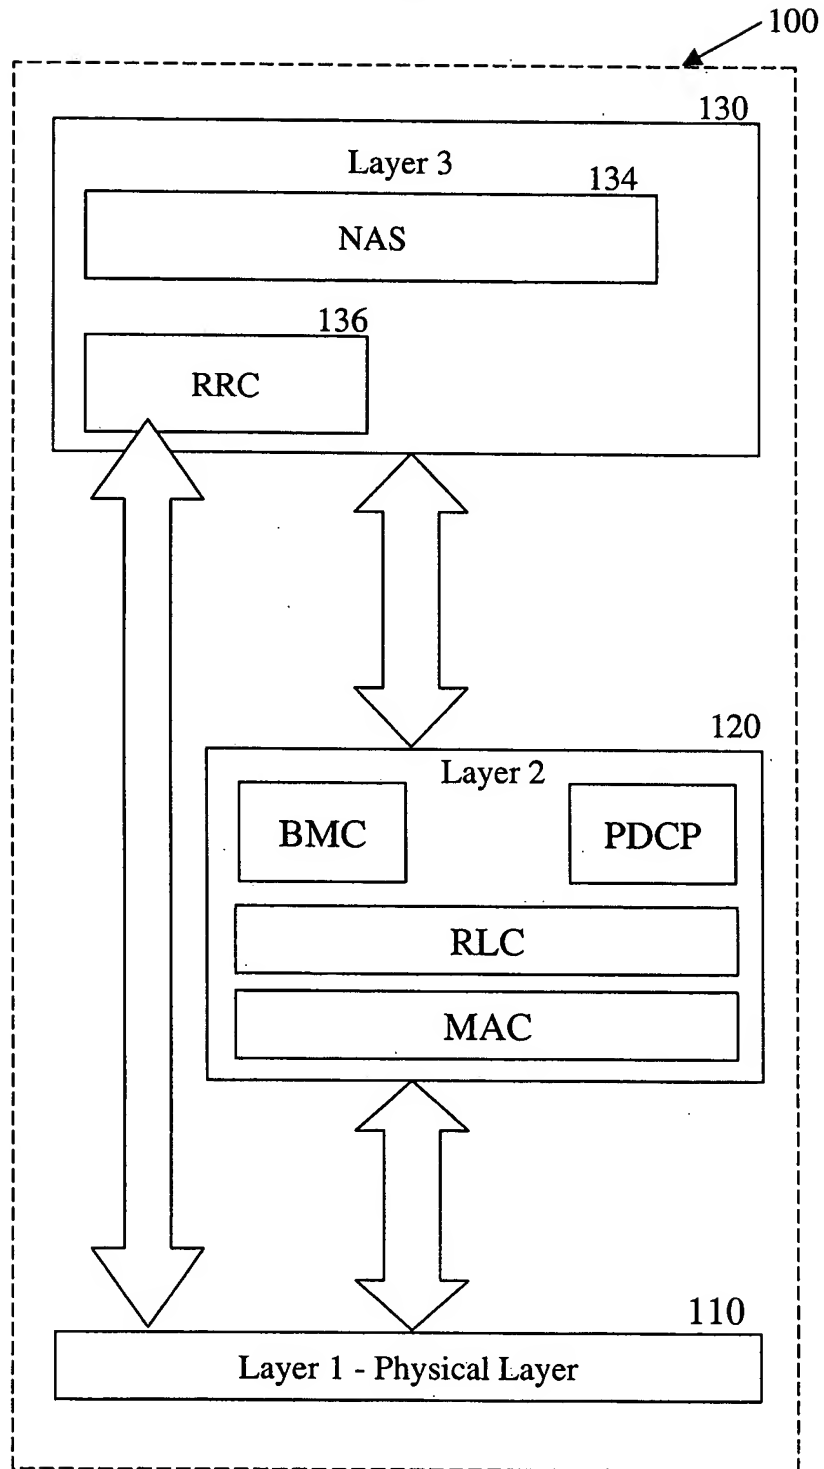 100
130
Layer 3
134
NAS
136
RRC
120
Layer 2
BMC
PDCP
RLC
MAC
110
Layer 1 - Physical Layer